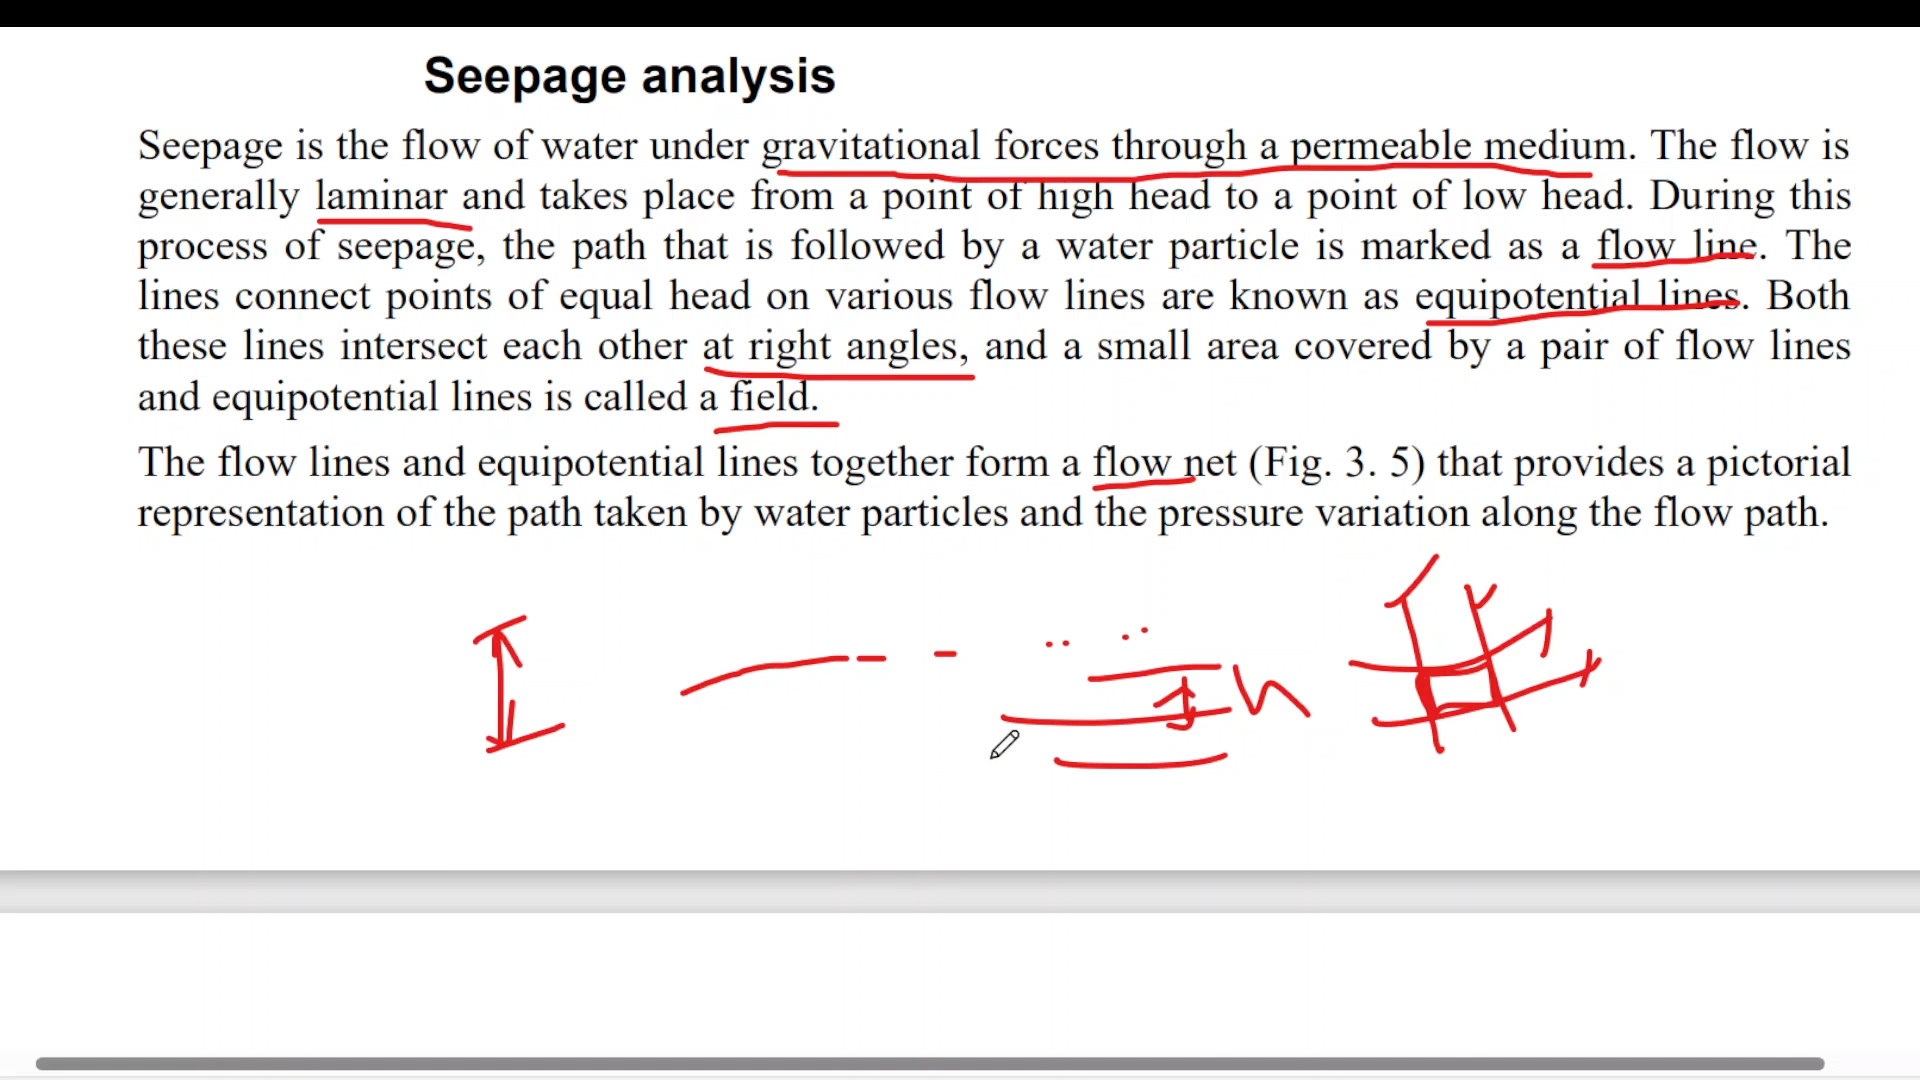 Seepage analysis
Seepage is the flow of water under gravitational forces through a permeable medium. The flow is
generally laminar and takes place from a point of high head to a point of low head. During this
process of seepage, the path that is followed by a water particle is marked as a flow line. The
lines connect points of equal head on various flow lines are known as equipotential lines. Both
these lines intersect each other at right angles, and a small area covered by a pair of flow lines
and equipotential lines is called a field.
The flow lines and equipotential lines together form a flow net (Fig. 3. 5) that provides a pictorial
representation of the path taken by water particles and the pressure variation along the flow path.